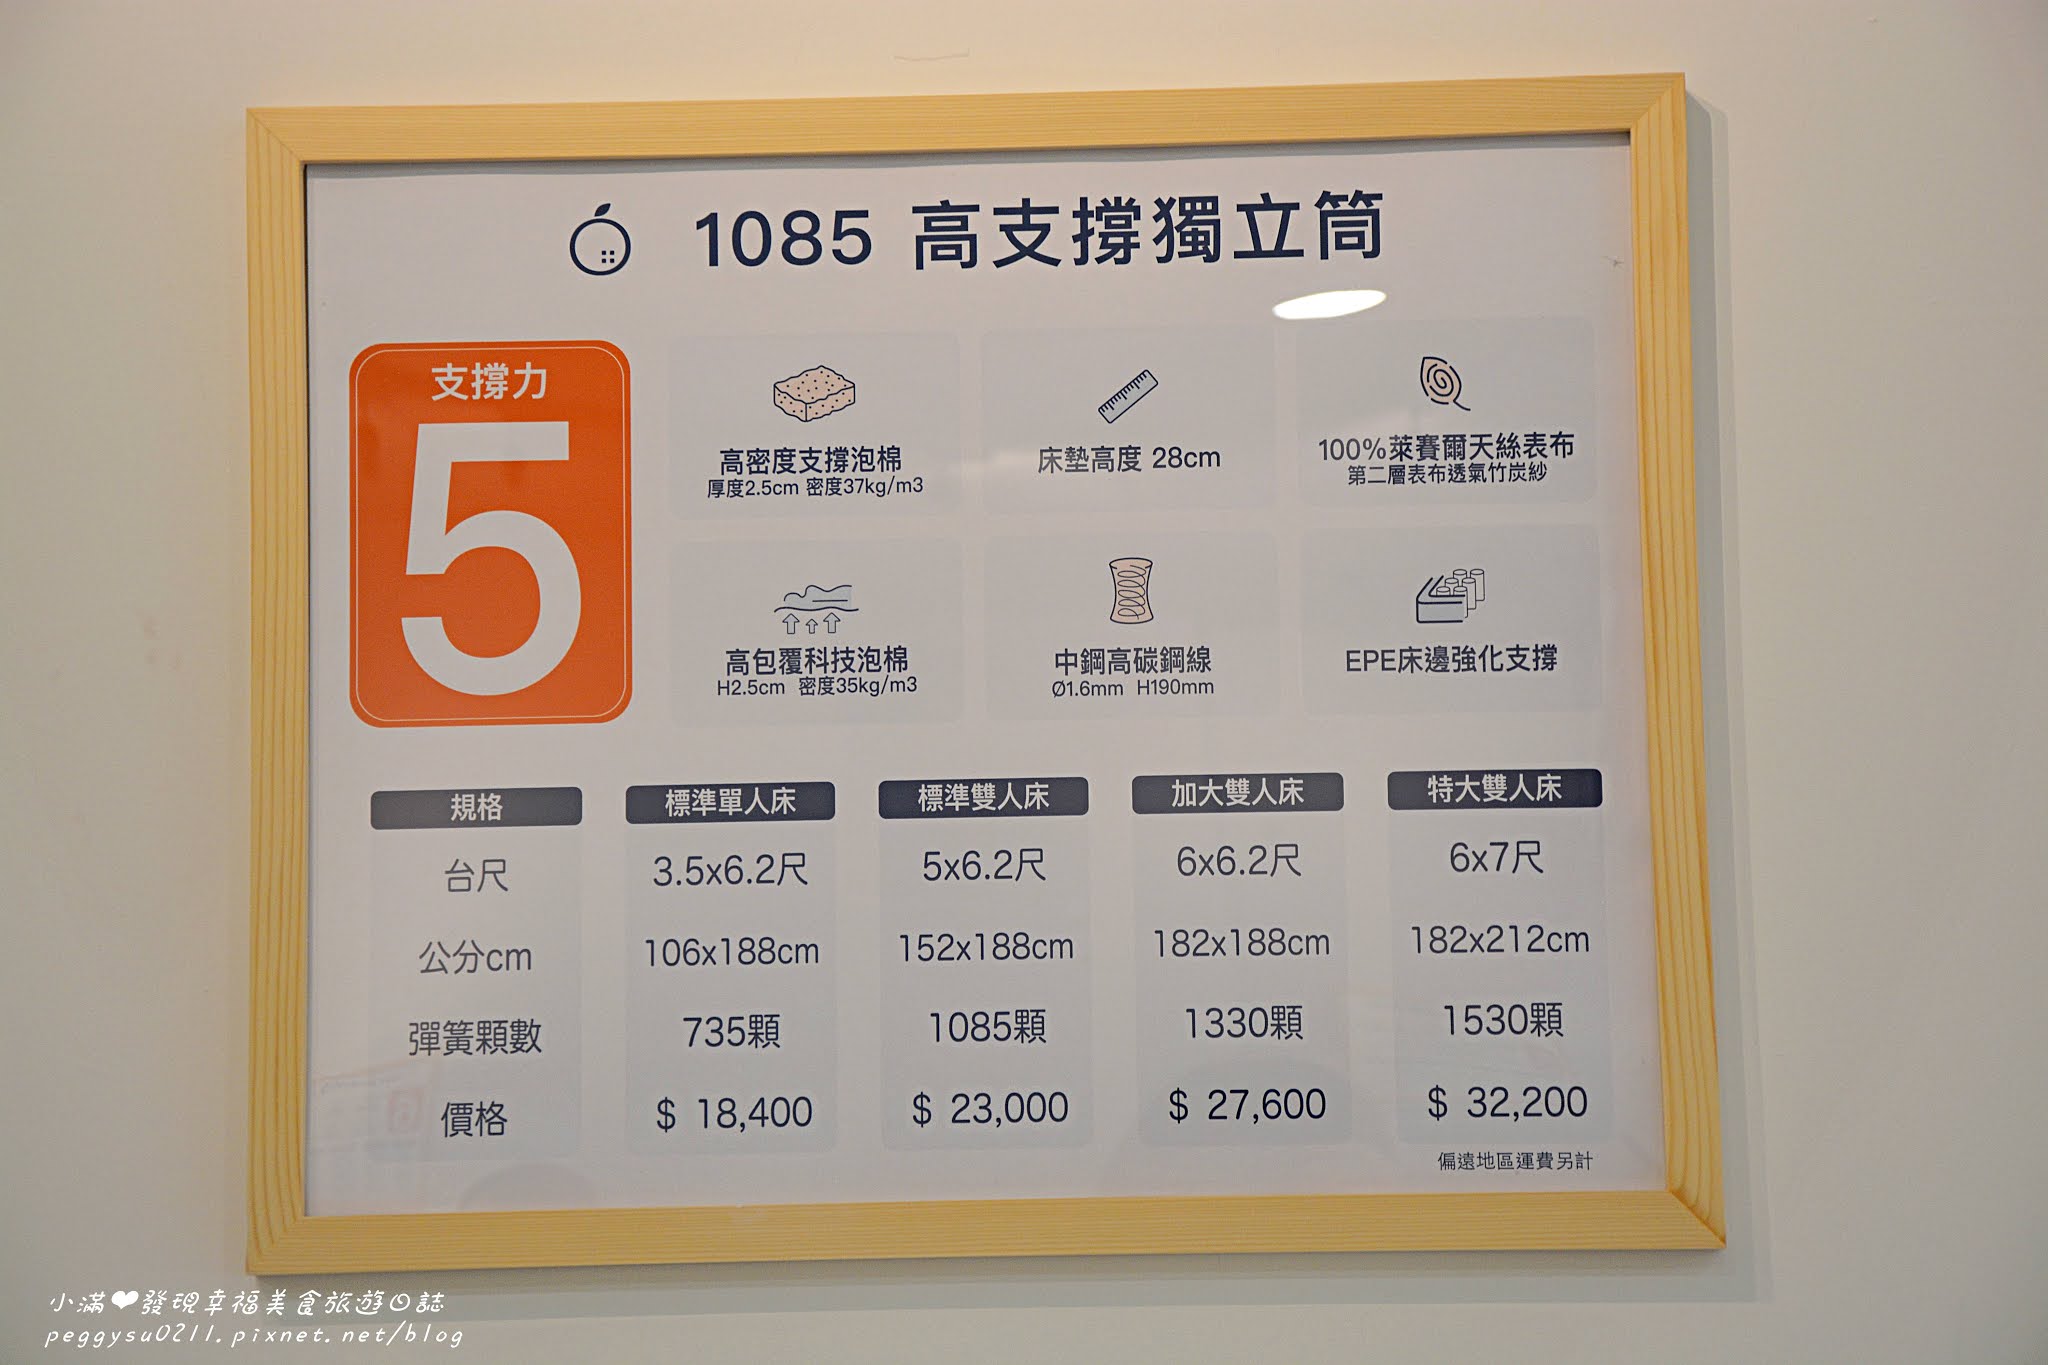 1085 高支撐獨立筒
支撐力
5
高密度支撐泡棉
厚度2.5cm 密度37kg/m3
床墊高度 28cm
100%萊賽爾天絲表布
第二層表布透氣竹炭紗
高包覆科技泡棉
H2.5cm 密度35kg/m3
中鋼高碳鋼線
Ø1.6mm H190mm
EPE床邊強化支撐
規格 標準單人床 標準雙人床 加大雙人床 特大雙人床
台尺 3.5x6.2尺 5x6.2尺 6x6.2尺 6x7尺
公分cm 106x188cm 152x188cm 182x188cm 182x212cm
彈簧顆數 735顆 1085顆 1330顆 1530顆
價格 $ 18,400 $ 23,000 $ 27,600 $ 32,200
偏遠地區運費另計
小滿❤發現幸福美食旅遊日誌
peggysu0211.pixnet.net/blog